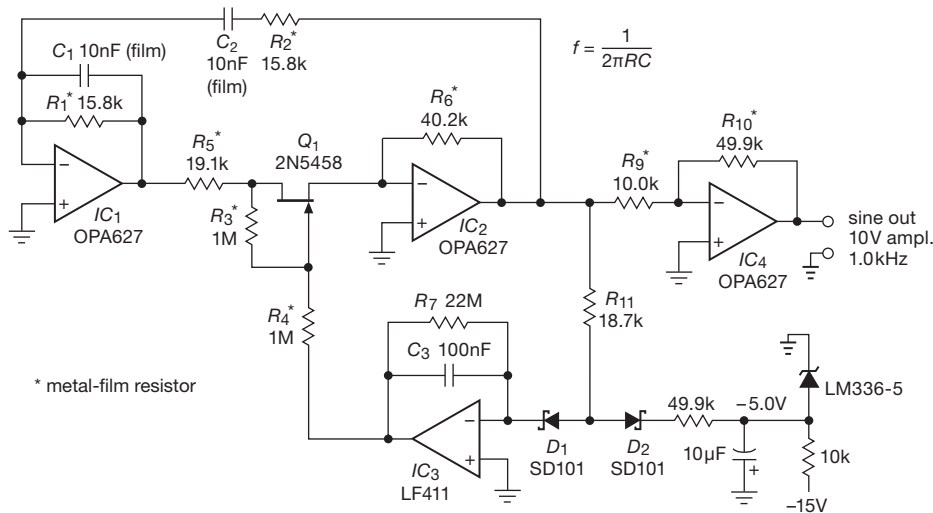 C1 10nF (film)
R1* 15.8k
C2
10nF
(film)
R2*
15.8k
f = 1/2πRC
−
+
IC1
OPA627
R5*
19.1k
R3*
1M
Q1
2N5458
R6*
40.2k
−
+
IC2
OPA627
R9*
10.0k
R10*
49.9k
−
+
IC4
OPA627
sine out
10V ampl.
1.0kHz
R4*
1M
R7 22M
C3 100nF
R11
18.7k
* metal-film resistor
−
+
IC3
LF411
D1
SD101
D2
SD101
49.9k
−5.0V
LM336-5
10µF
+
10k
−15V